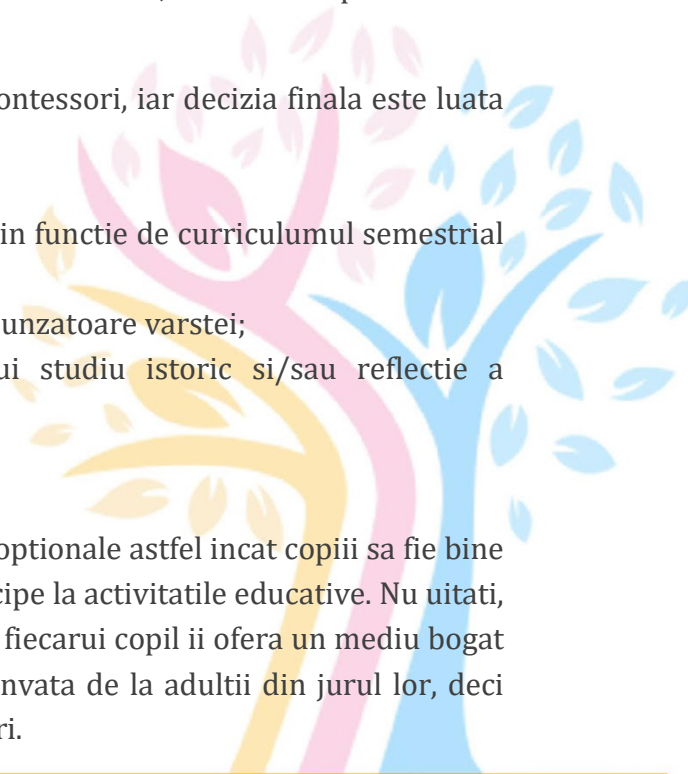 ontessori, iar decizia finala este luata
in functie de curriculumul semestrial
unzatoare varstei;
ui studiu istoric si/sau reflectie a
optionale astfel incat copiii sa fie bine
cipe la activitatile educative. Nu uitati,
fiecarui copil ii ofera un mediu bogat
nvata de la adultii din jurul lor, deci
ri.